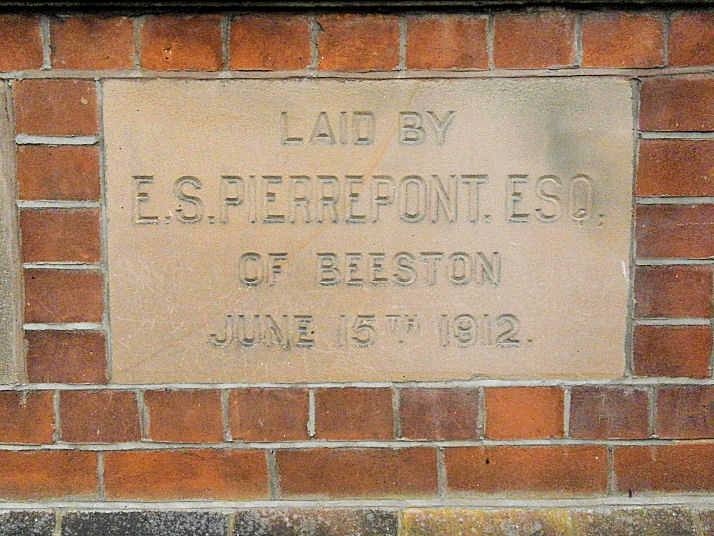 LAID BY
E.S. PIERREPONT. ESQ.
OF BEESTON
JUNE 15TH 1912.